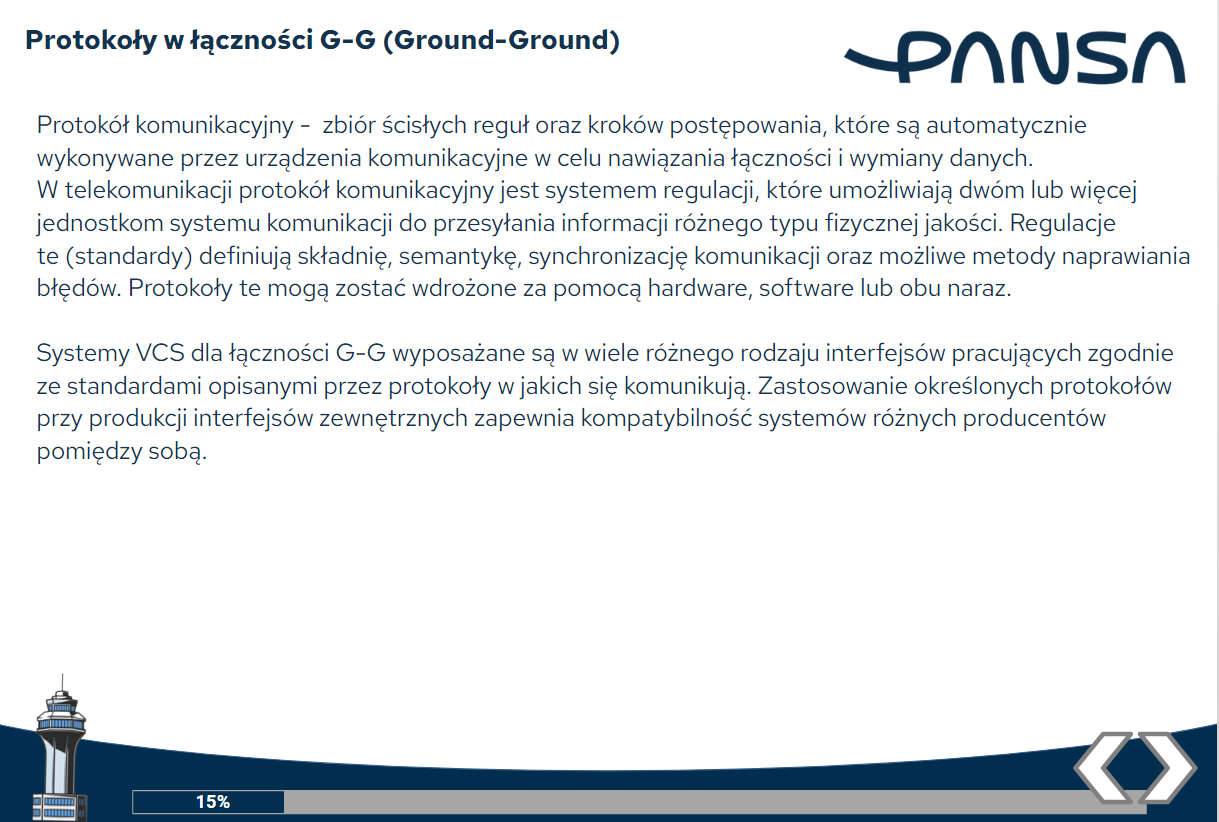 Protokoły w łączności G-G (Ground-Ground)
PANSA
Protokół komunikacyjny - zbiór ścisłych reguł oraz kroków postępowania, które są automatycznie
wykonywane przez urządzenia komunikacyjne w celu nawiązania łączności i wymiany danych.
W telekomunikacji protokół komunikacyjny jest systemem regulacji, które umożliwiają dwóm lub więcej
jednostkom systemu komunikacji do przesyłania informacji różnego typu fizycznej jakości. Regulacje
te (standardy) definiują składnię, semantykę, synchronizację komunikacji oraz możliwe metody naprawiania
błędów. Protokoły te mogą zostać wdrożone za pomocą hardware, software lub obu naraz.
Systemy VCS dla łączności G-G wyposażane są w wiele różnego rodzaju interfejsów pracujących zgodnie
ze standardami opisanymi przez protokoły w jakich się komunikują. Zastosowanie określonych protokołów
przy produkcji interfejsów zewnętrznych zapewnia kompatybilność systemów różnych producentów
pomiędzy sobą.
15%